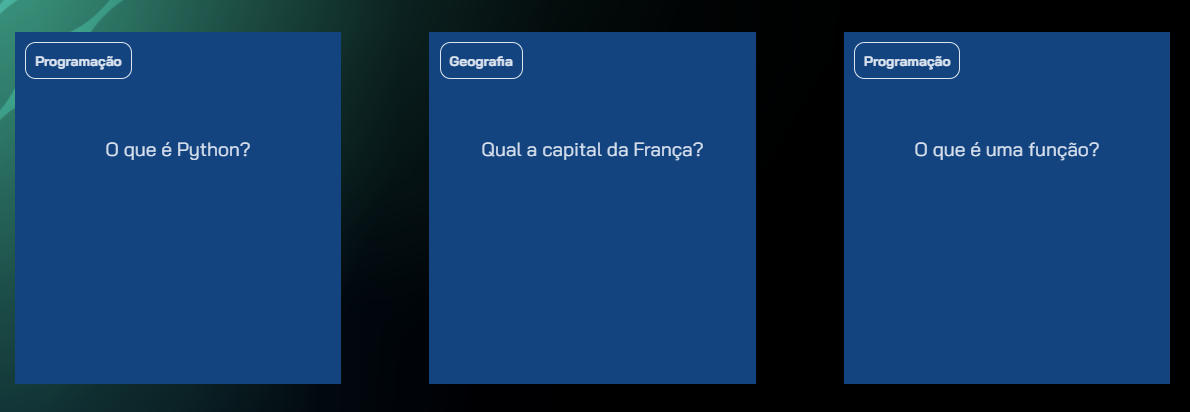 Programação
O que é Python?
Geografia
Qual a capital da França?
Programação
O que é uma função?